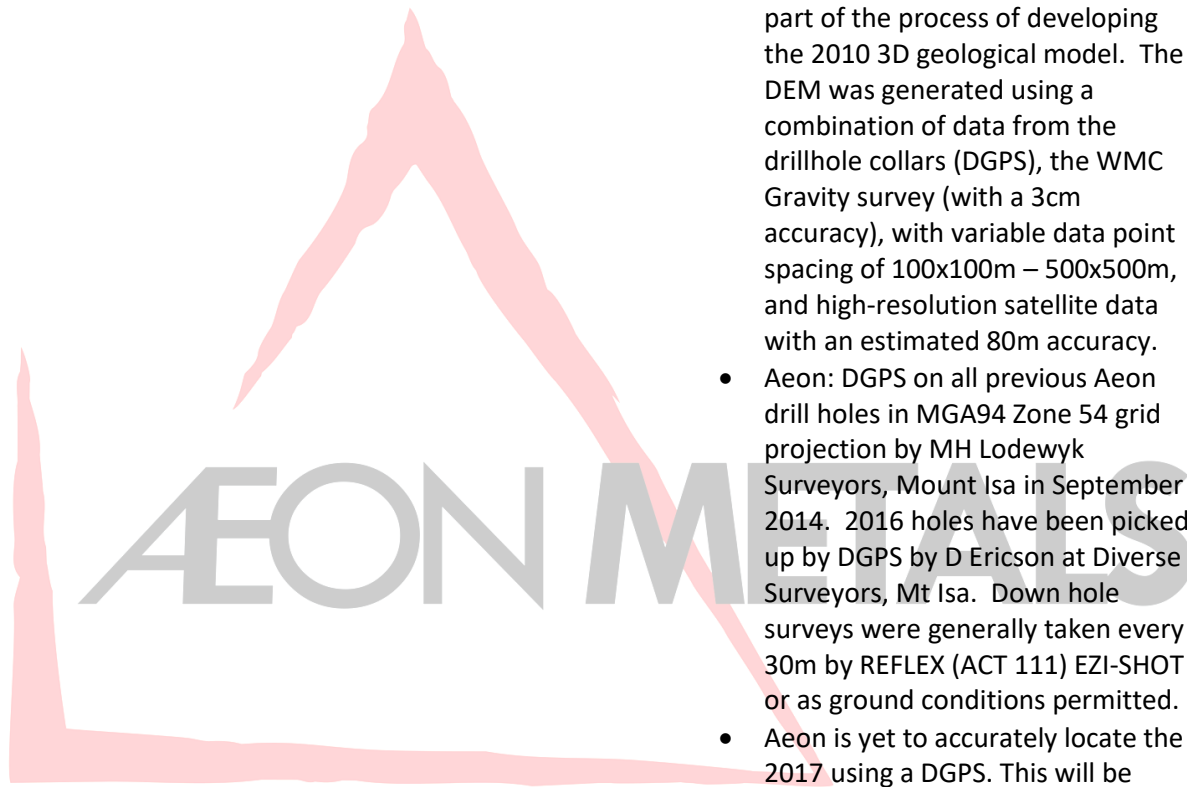 part of the process of developing
the 2010 3D geological model. The
DEM was generated using a
combination of data from the
drillhole collars (DGPS), the WMC
Gravity survey (with a 3cm
accuracy), with variable data point
spacing of 100x100m – 500x500m,
and high-resolution satellite data
with an estimated 80m accuracy.
• Aeon: DGPS on all previous Aeon
drill holes in MGA94 Zone 54 grid
projection by MH Lodewyk
Surveyors, Mount Isa in September
2014. 2016 holes have been picked
up by DGPS by D Ericson at Diverse
Surveyors, Mt Isa. Down hole
surveys were generally taken every
30m by REFLEX (ACT 111) EZI-SHOT
or as ground conditions permitted.
• Aeon is yet to accurately locate the
2017 using a DGPS. This will be
ÆON METALS